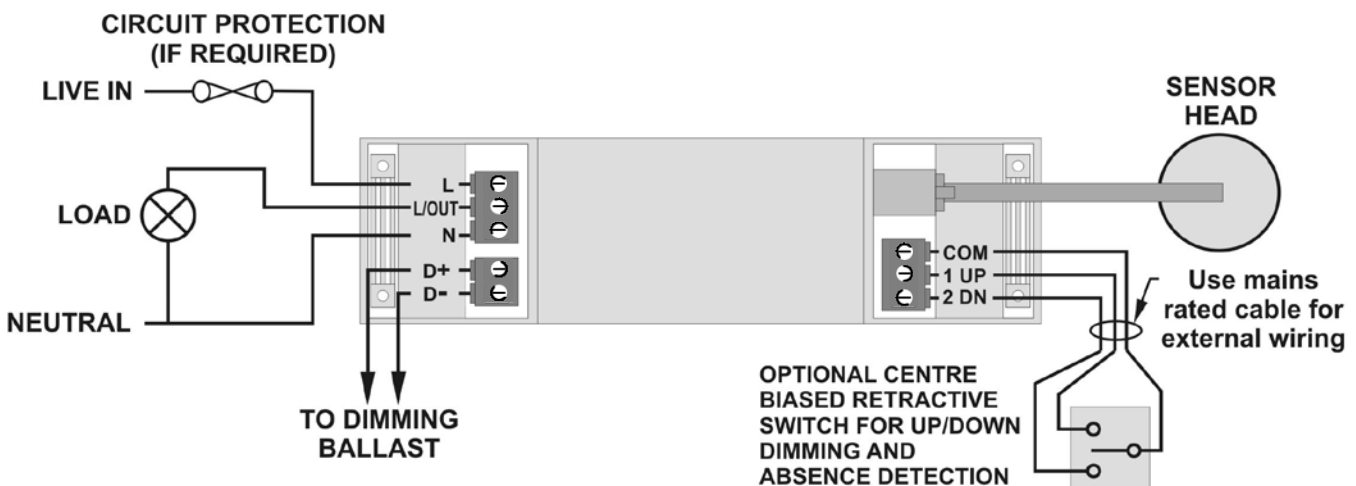 CIRCUIT PROTECTION
(IF REQUIRED)
LIVE IN
LOAD
NEUTRAL
L
L/OUT
N
D+
D-
TO DIMMING
BALLAST
SENSOR
HEAD
COM
1 UP
2 DN
Use mains
rated cable for
external wiring
OPTIONAL CENTRE
BIASED RETRACTIVE
SWITCH FOR UP/DOWN
DIMMING AND
ABSENCE DETECTION